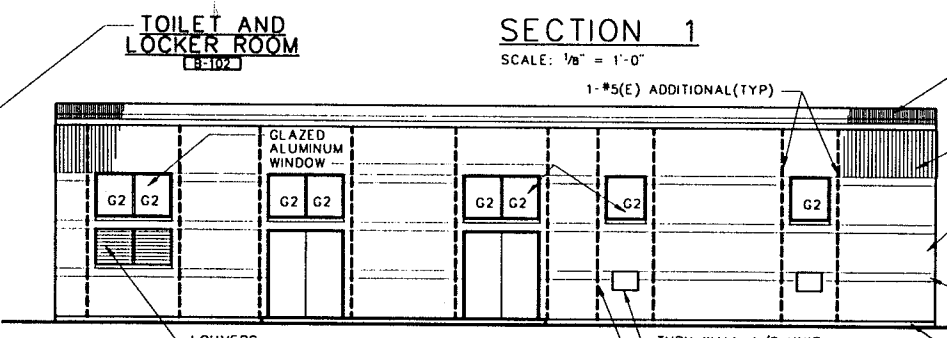 TOILET AND
LOCKER ROOM
B-102
SECTION 1
SCALE: 1/8" = 1'-0"
1-#5(E) ADDITIONAL(TYP)
GLAZED
ALUMINUM
WINDOW
G2 G2 G2 G2 G2 G2 G2 G2
LOUVERS